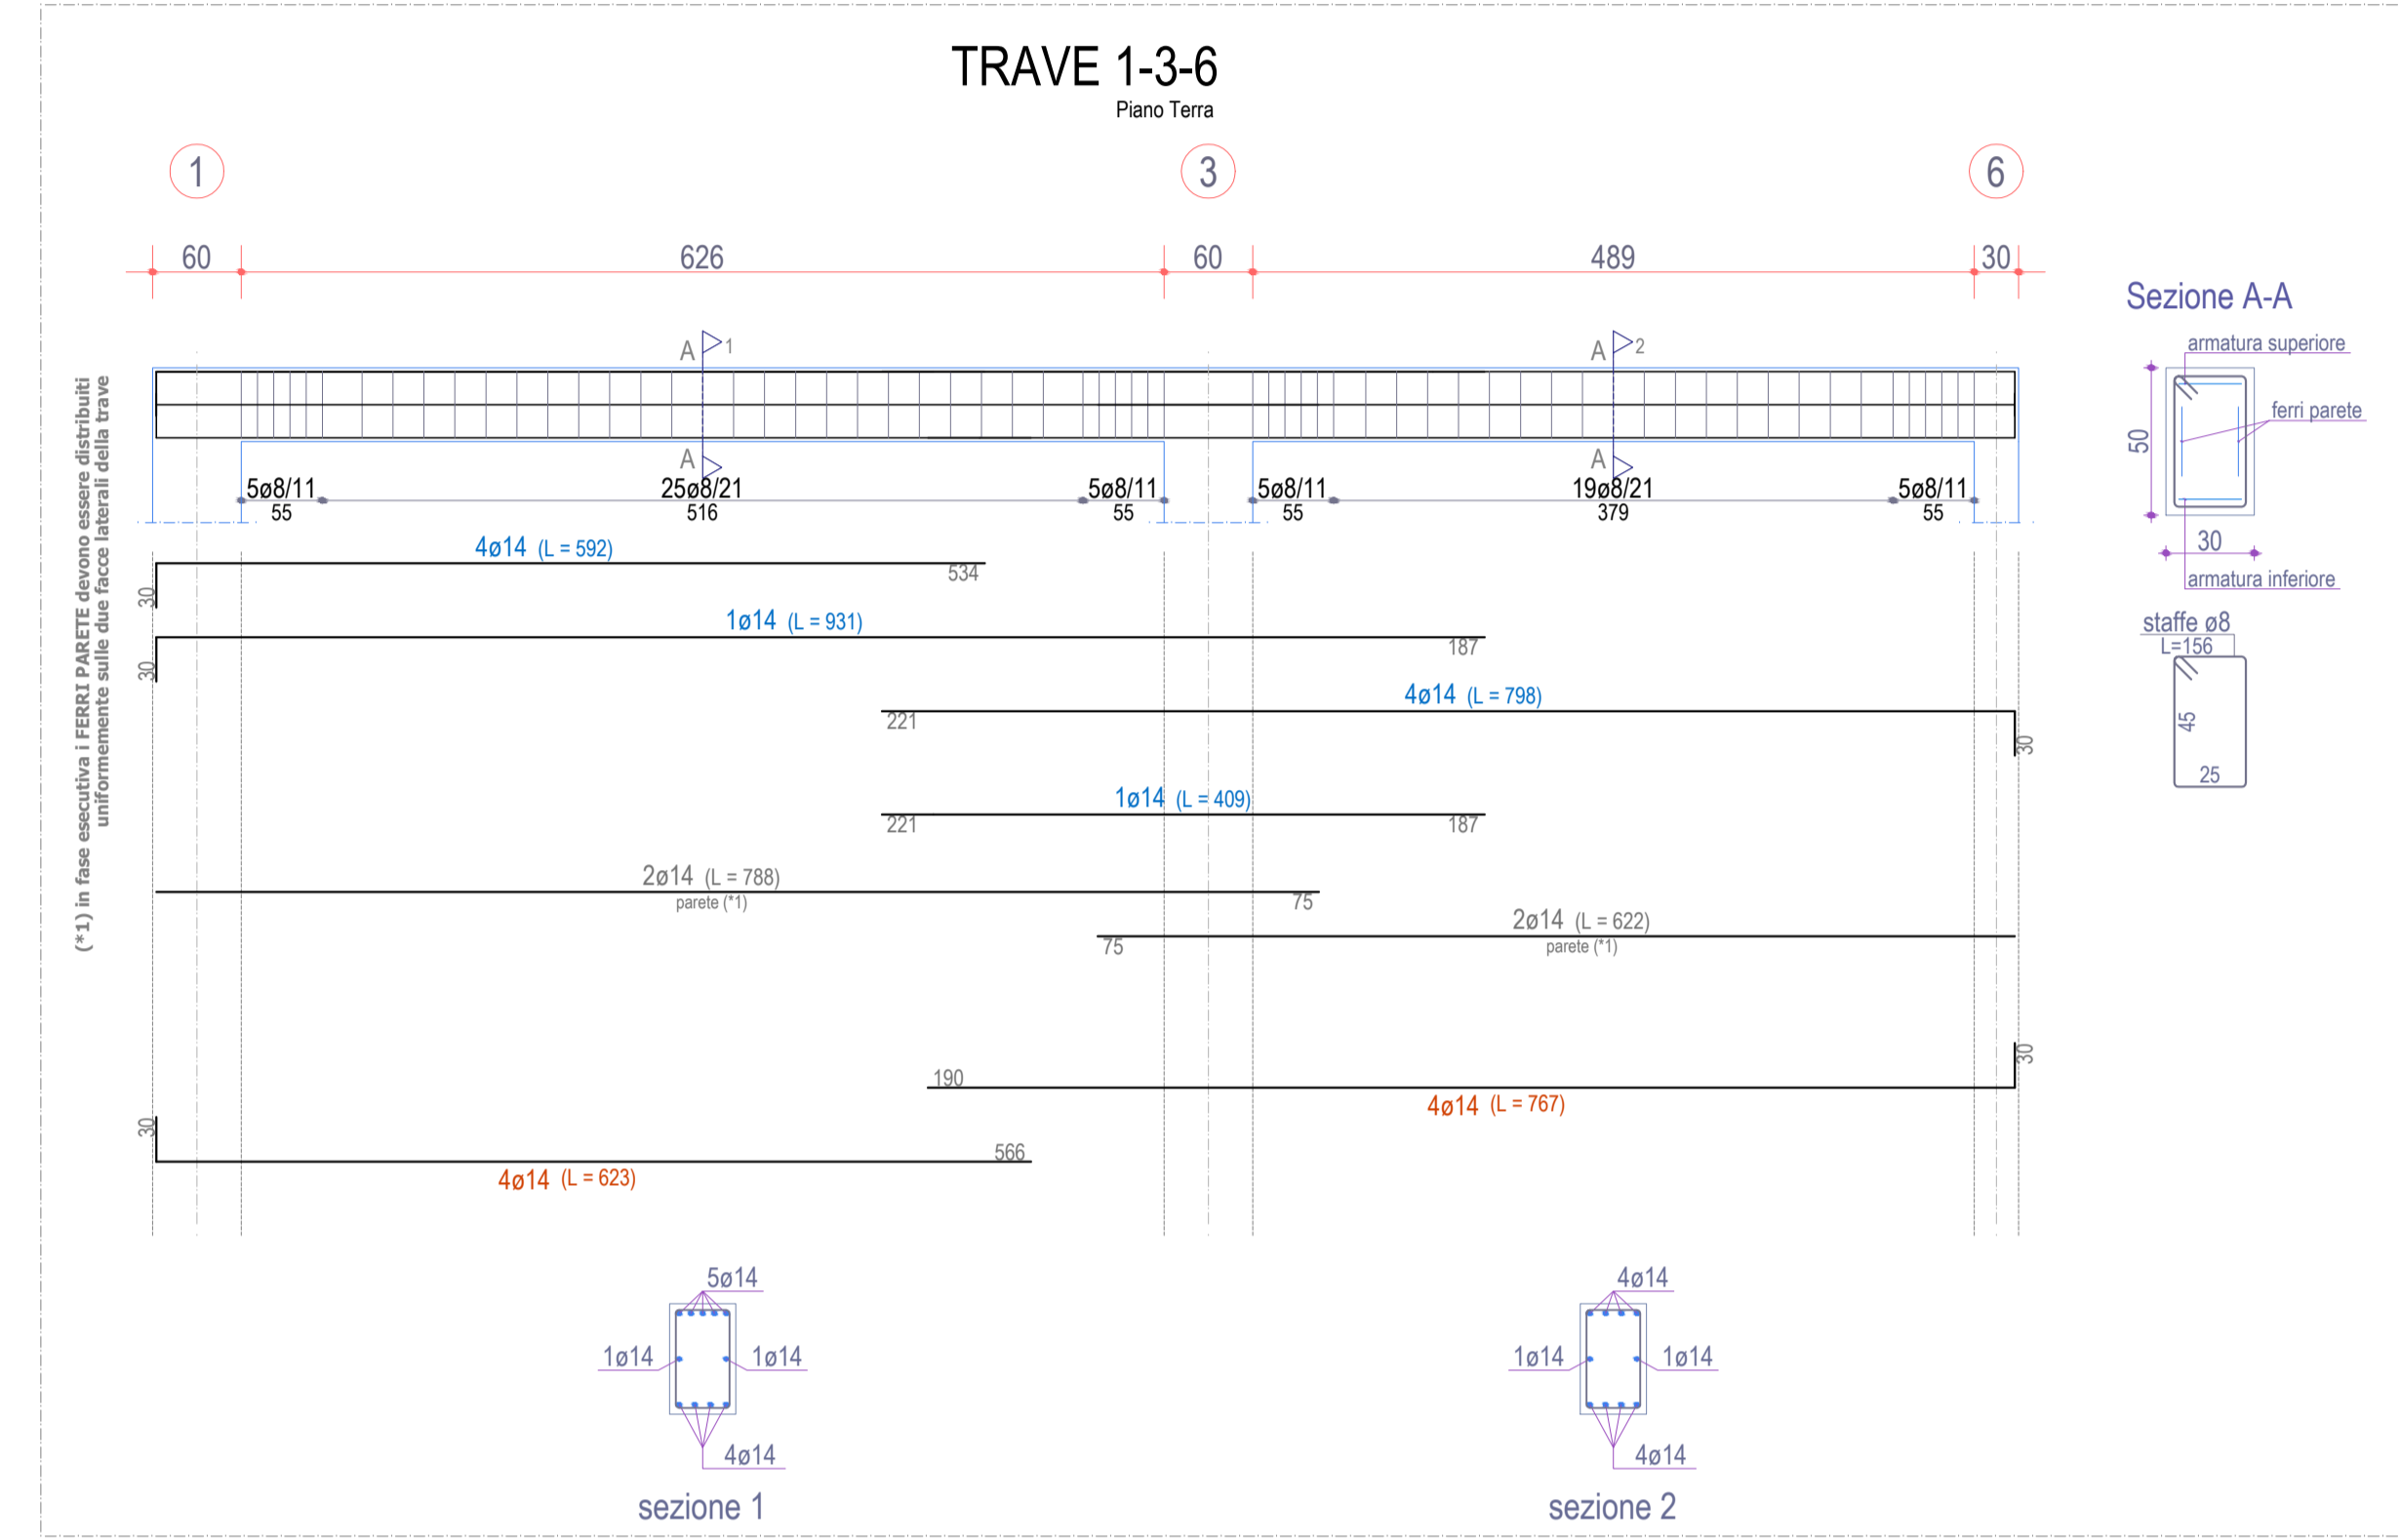 TRAVE 1-3-6
Piano Terra
1
3
6
60
626
60
489
30
Sezione A-A
armatura superiore
ferri parete
50
30
armatura inferiore
staffe ø8
L=156
45
25
(*1) in fase esecutiva i FERRI PARETE devono essere distribuiti
uniformemente sulle due facce laterali della trave
A
1
A
2
A
A
5ø8/11
55
25ø8/21
516
5ø8/11
55
5ø8/11
55
19ø8/21
379
5ø8/11
55
4ø14 (L = 592)
534
30
1ø14 (L = 931)
187
30
4ø14 (L = 798)
221
30
1ø14 (L = 409)
221
187
2ø14 (L = 788)
parete (*1)
75
2ø14 (L = 622)
parete (*1)
75
190
30
4ø14 (L = 767)
30
566
4ø14 (L = 623)
5ø14
1ø14
1ø14
4ø14
sezione 1
4ø14
1ø14
1ø14
4ø14
sezione 2